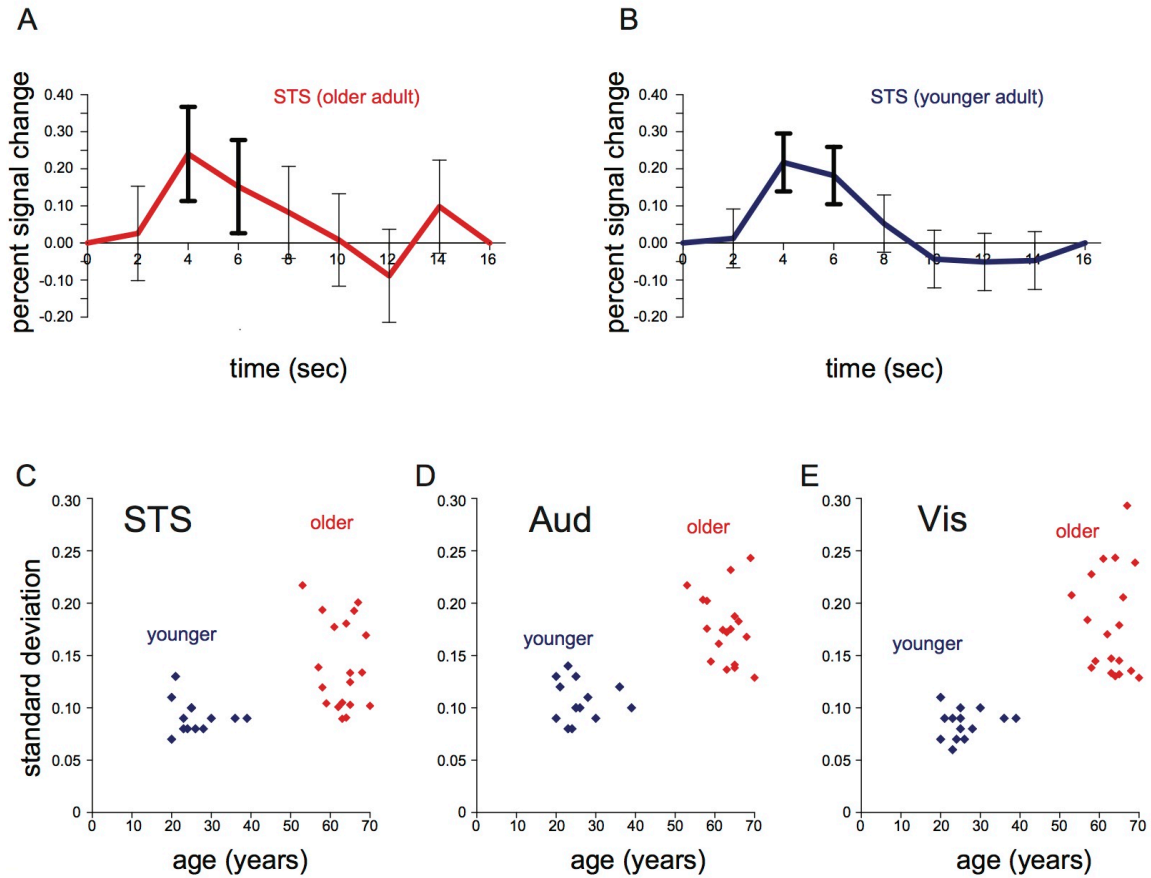 A
STS (older adult)
percent signal change
0.40
0.30
0.20
0.10
0.00
-0.10
-0.20
0 2 4 6 8 10 12 14 16
time (sec)
B
STS (younger adult)
percent signal change
0.40
0.30
0.20
0.10
0.00
-0.10
-0.20
0 2 4 6 8 10 12 14 16
time (sec)
C
STS
older
younger
standard deviation
0.30
0.25
0.20
0.15
0.10
0.05
0
0 10 20 30 40 50 60 70
age (years)
D
Aud
older
younger
0.30
0.25
0.20
0.15
0.10
0.05
0
0 10 20 30 40 50 60 70
age (years)
E
Vis
older
younger
0.30
0.25
0.20
0.15
0.10
0.05
0
0 10 20 30 40 50 60 70
age (years)